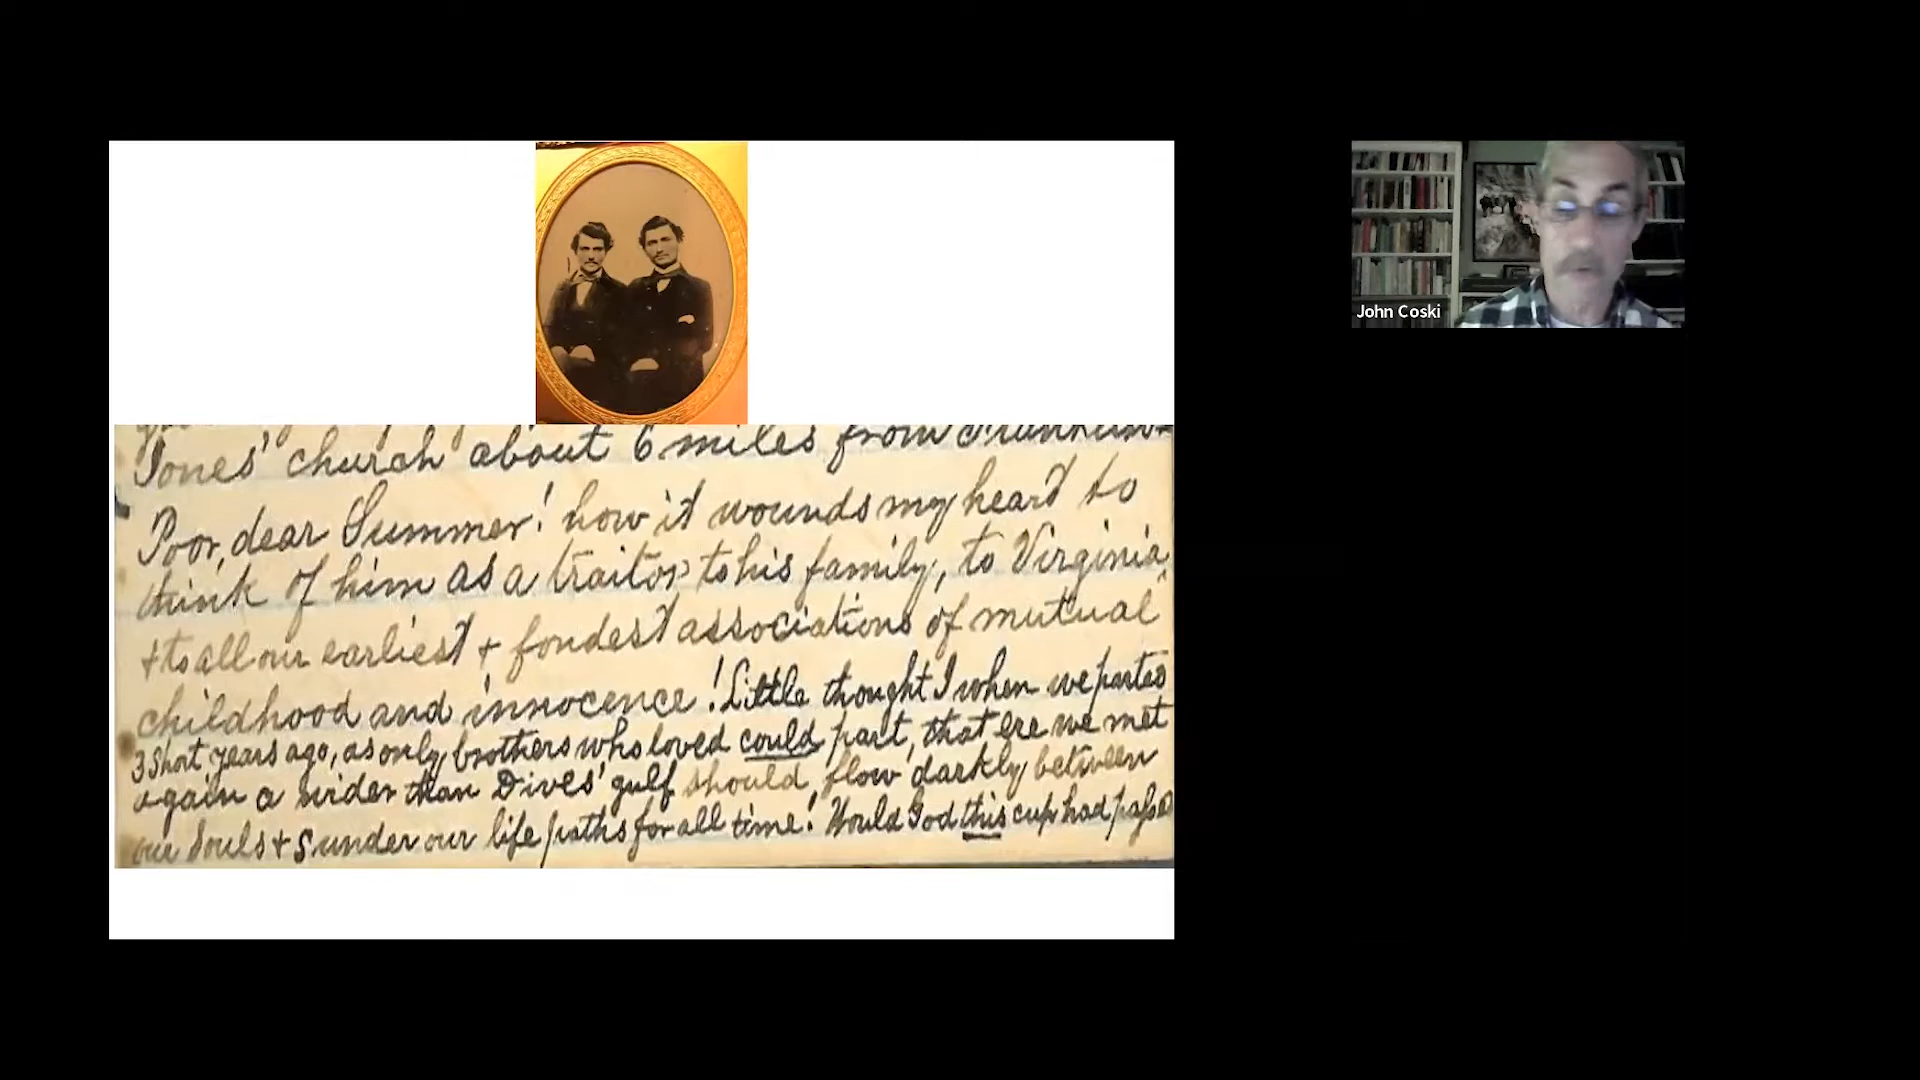 Jones' church about 6 miles from
Poor, dear Summer! how it wounds my heart to
think of him as a traitor to his family, to Virginia,
& to all our earliest & fondest associations of mutual
childhood and innocence! Little thought I when we parted
3 short years ago, as only brothers who loved could part, that ere we met
again a wider than Dives' gulf should flow darkly between
our souls & sunder our life paths for all time! Would God this cup had passed
John Coski